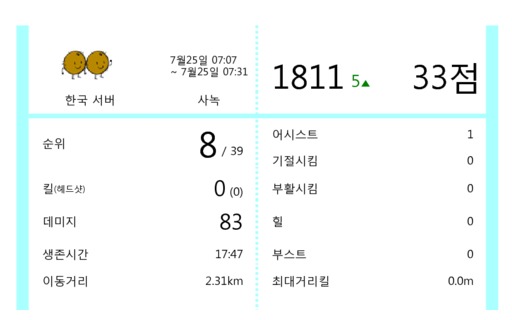 7월25일 07:07
~ 7월25일 07:31
한국 서버
사녹
1811 5▲ 33점
순위 8 / 39
킬(헤드샷) 0 (0)
데미지 83
생존시간 17:47
이동거리 2.31km
어시스트 1
기절시킴 0
부활시킴 0
힐 0
부스트 0
최대거리킬 0.0m